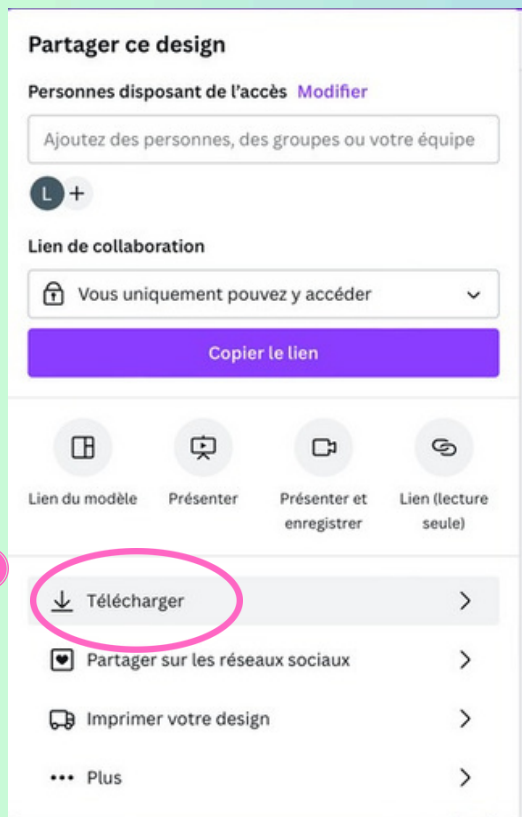 Partager ce design
Personnes disposant de l'accès Modifier
Ajoutez des personnes, des groupes ou votre équipe
L +
Lien de collaboration
Vous uniquement pouvez y accéder
Copier le lien
Lien du modèle
Présenter
Présenter et
enregistrer
Lien (lecture
seule)
Télécharger
Partager sur les réseaux sociaux
Imprimer votre design
Plus